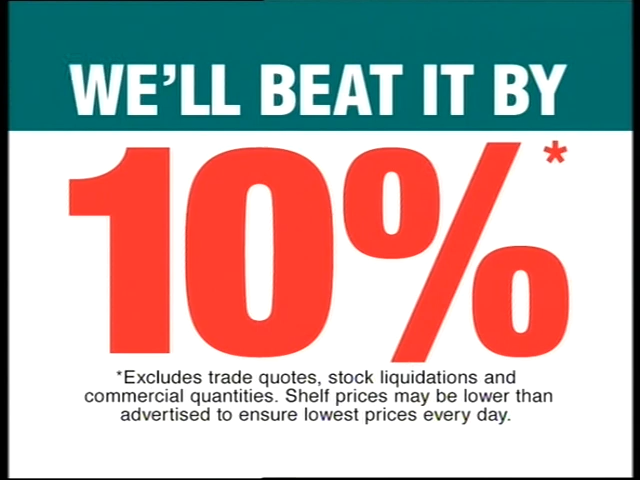 WE'LL BEAT IT BY
10%*
*Excludes trade quotes, stock liquidations and
commercial quantities. Shelf prices may be lower than
advertised to ensure lowest prices every day.